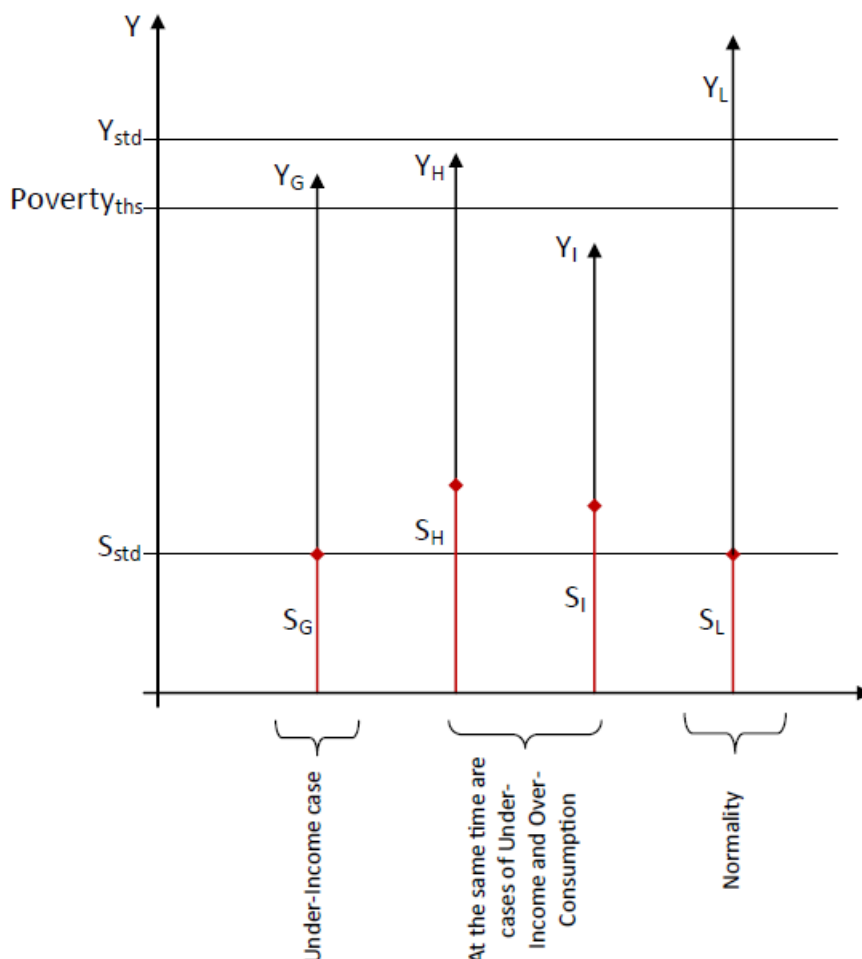 Y
Y_L
Y_std
Y_G
Y_H
Poverty_ths
Y_I
S_H
S_std
S_I
S_G
S_L
Under-Income case
At the same time are
cases of Under-
Income and Over-
Consumption
Normality